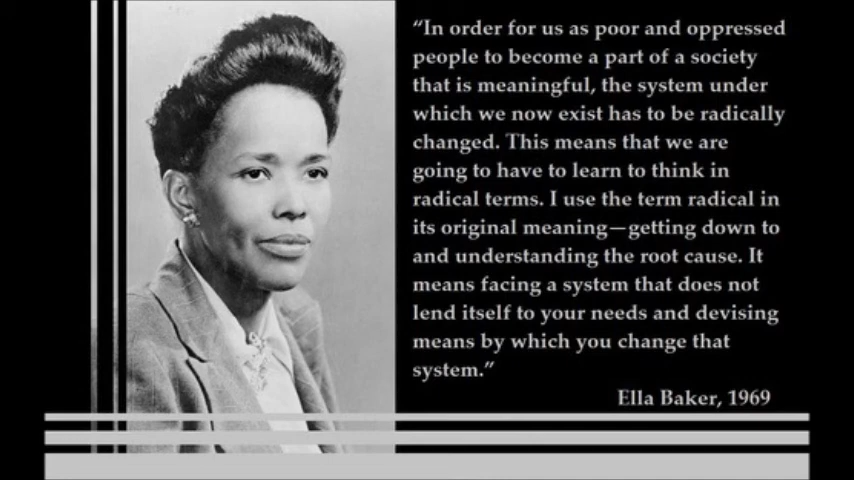 “In order for us as poor and oppressed
people to become a part of a society
that is meaningful, the system under
which we now exist has to be radically
changed. This means that we are
going to have to learn to think in
radical terms. I use the term radical in
its original meaning—getting down to
and understanding the root cause. It
means facing a system that does not
lend itself to your needs and devising
means by which you change that
system.”
Ella Baker, 1969